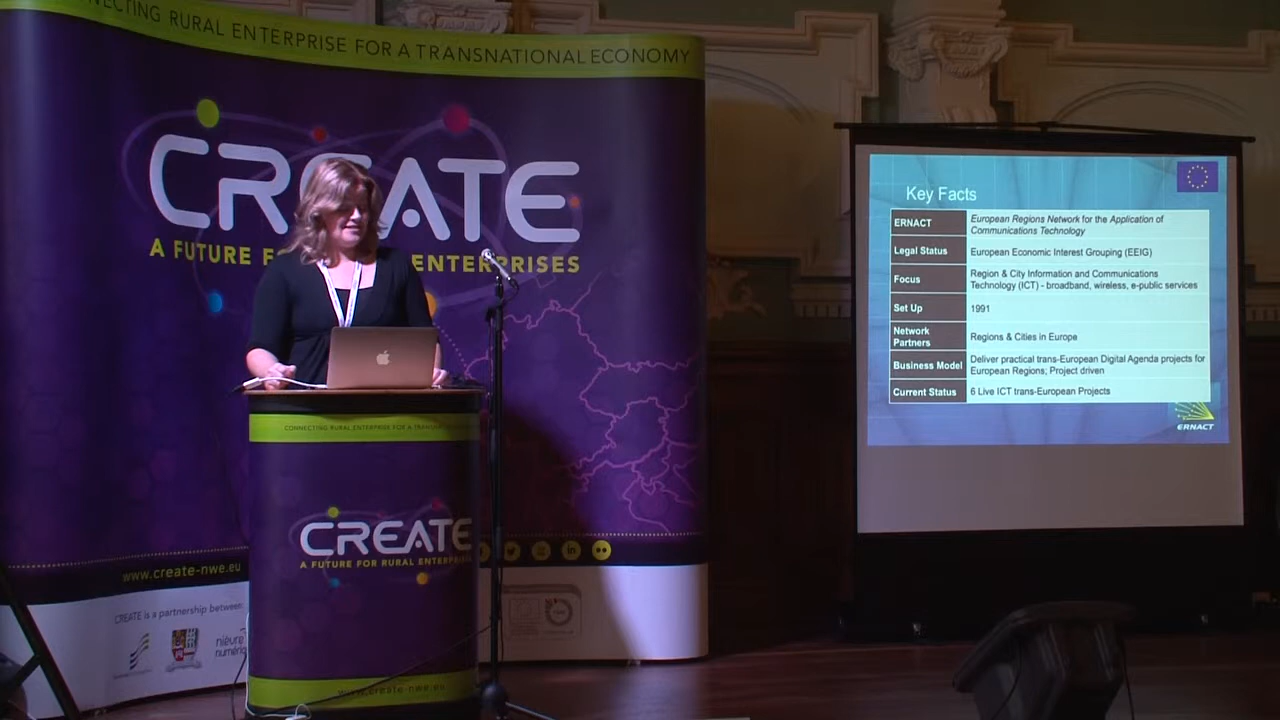 CONNECTING RURAL ENTERPRISE FOR A TRANSNATIONAL ECONOMY
CREATE
A FUTURE ENTERPRISES
www.create-nwe.eu
CREATE is a partnership between
nièvre
numériq
CONNECTING RURAL ENTERPRISE FOR A
CREATE
A FUTURE FOR RURAL ENTERPRIS
www.create-nwe.eu
Key Facts
ERNACT
European Regions Network for the Application of
Communications Technology
Legal Status
European Economic Interest Grouping (EEIG)
Focus
Region & City Information and Communications
Technology (ICT) - broadband, wireless, e-public services
Set Up
1991
Network
Partners
Regions & Cities in Europe
Business Model
Deliver practical trans-European Digital Agenda projects for
European Regions; Project driven
Current Status
6 Live ICT trans-European Projects
ERNACT